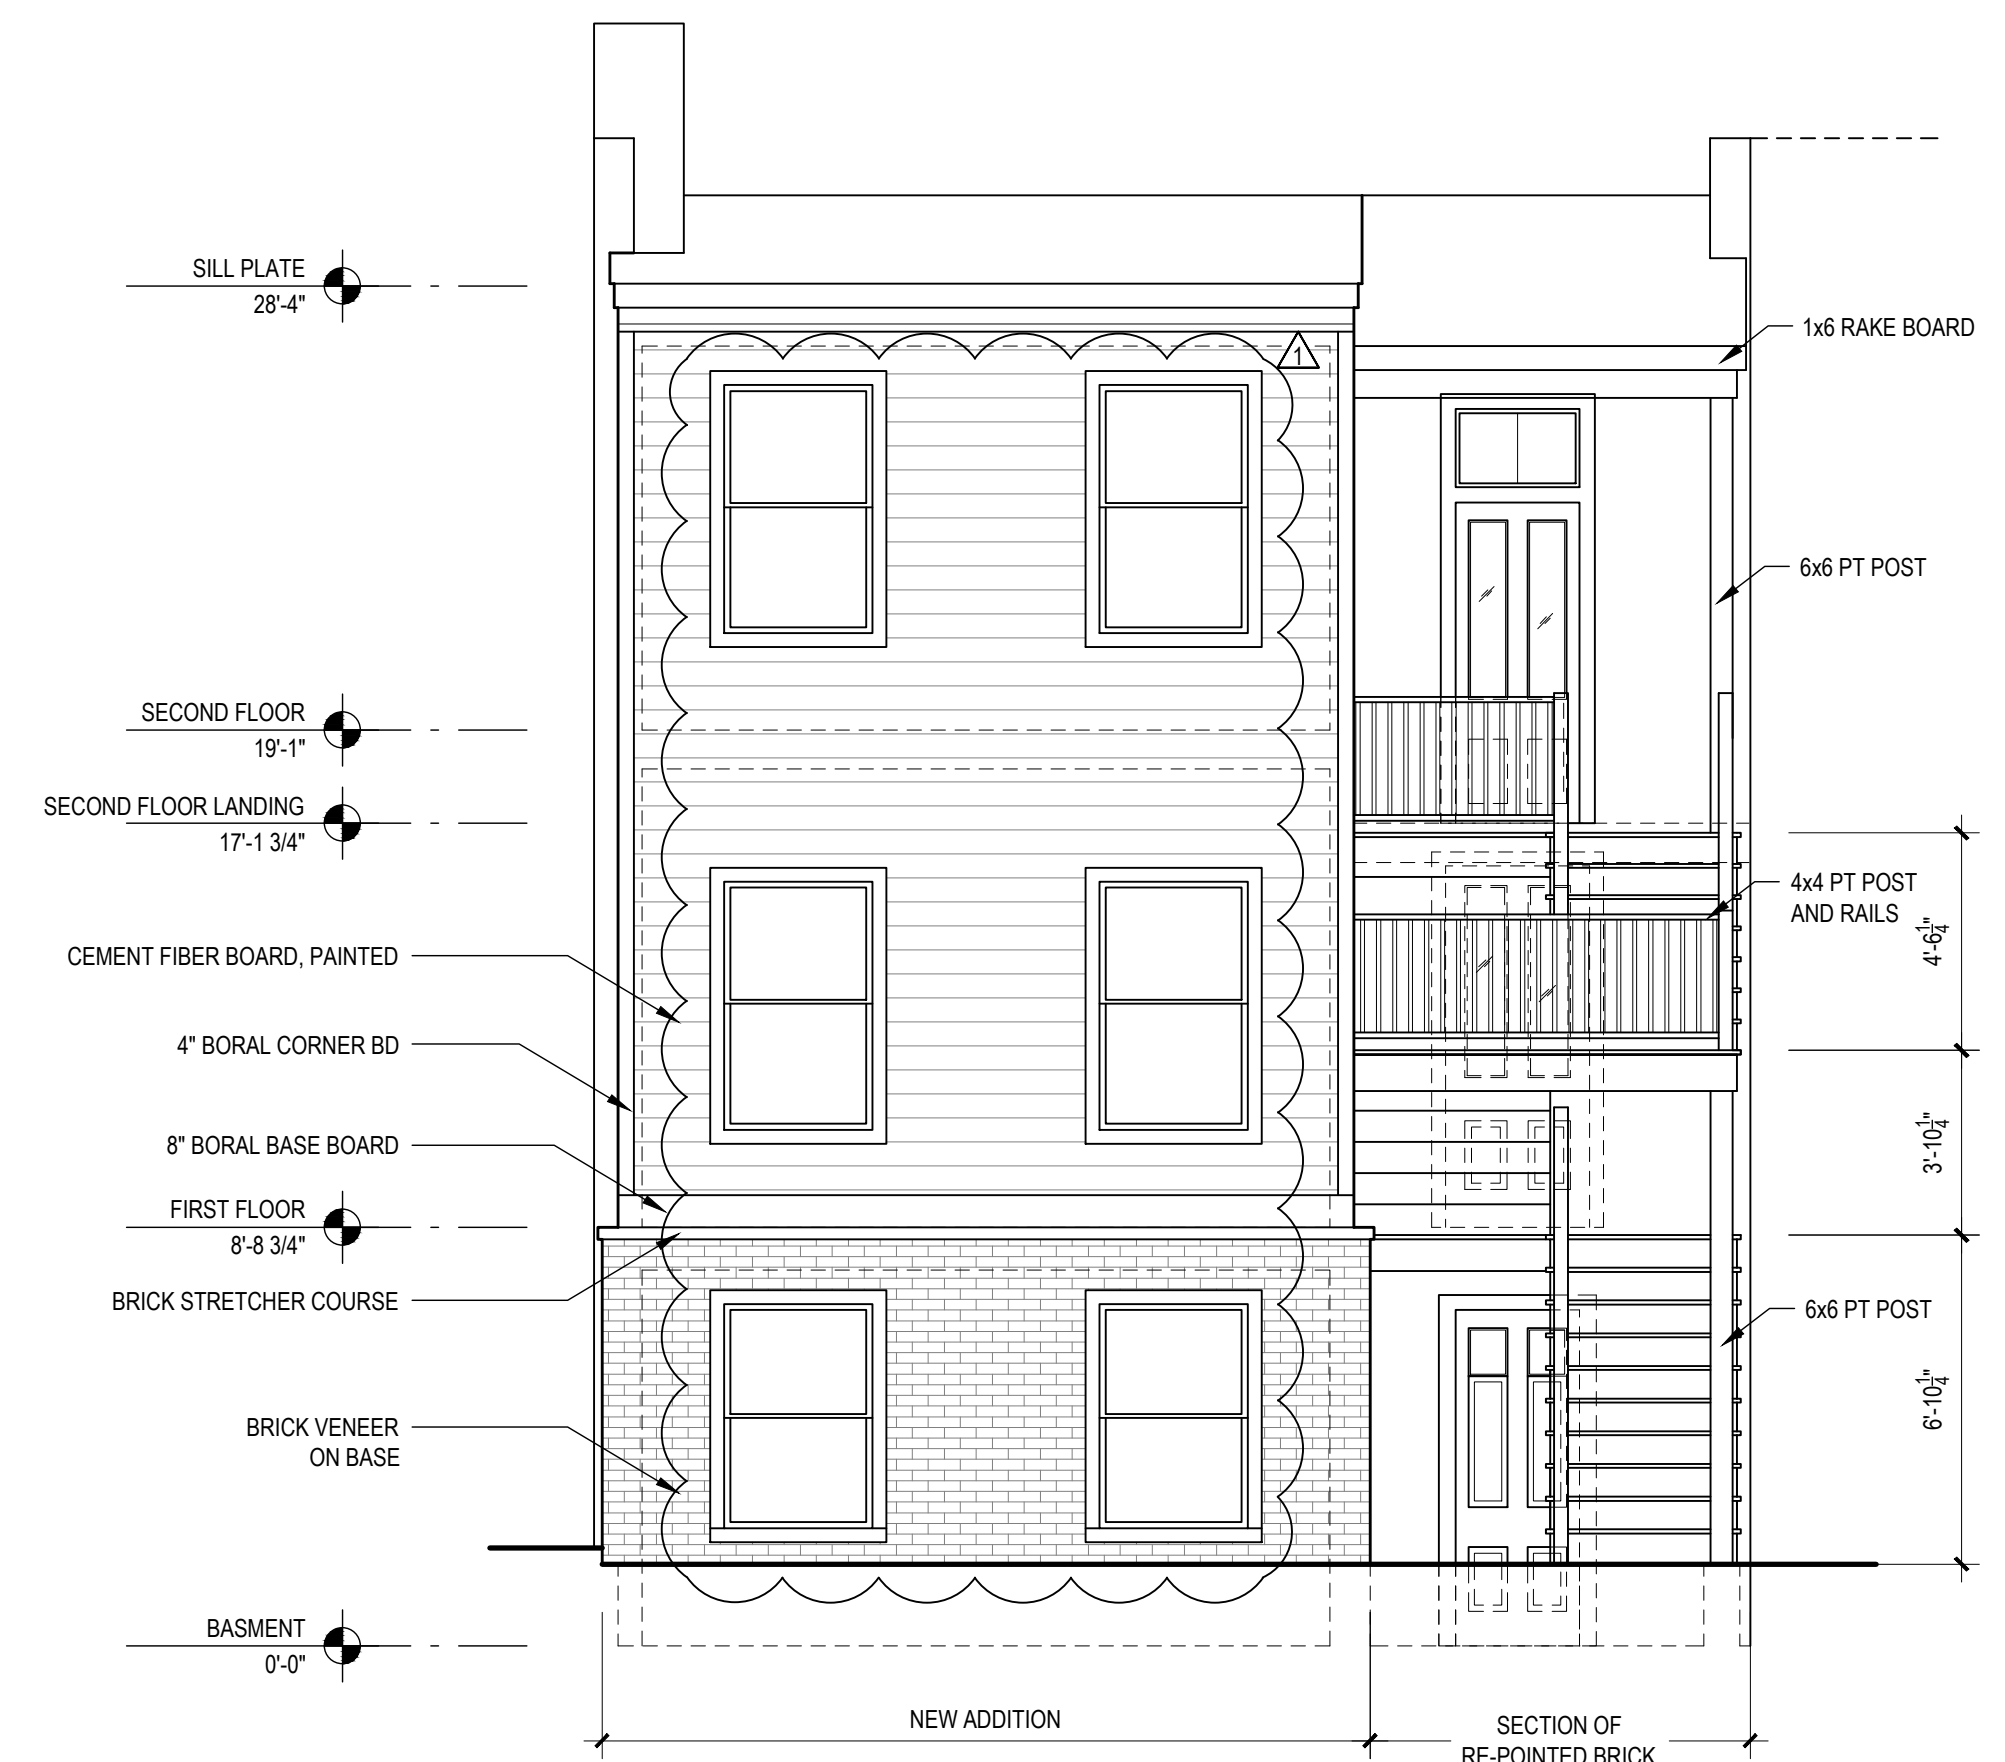 SILL PLATE
28'-4"
1
1x6 RAKE BOARD
6x6 PT POST
SECOND FLOOR
19'-1"
SECOND FLOOR LANDING
17'-1 3/4"
4x4 PT POST
AND RAILS
4'-6 1/4"
CEMENT FIBER BOARD, PAINTED
4" BORAL CORNER BD
8" BORAL BASE BOARD
3'-10 1/4"
FIRST FLOOR
8'-8 3/4"
BRICK STRETCHER COURSE
6x6 PT POST
6'-10 1/4"
BRICK VENEER
ON BASE
BASMENT
0'-0"
NEW ADDITION
SECTION OF
RE-POINTED BRICK